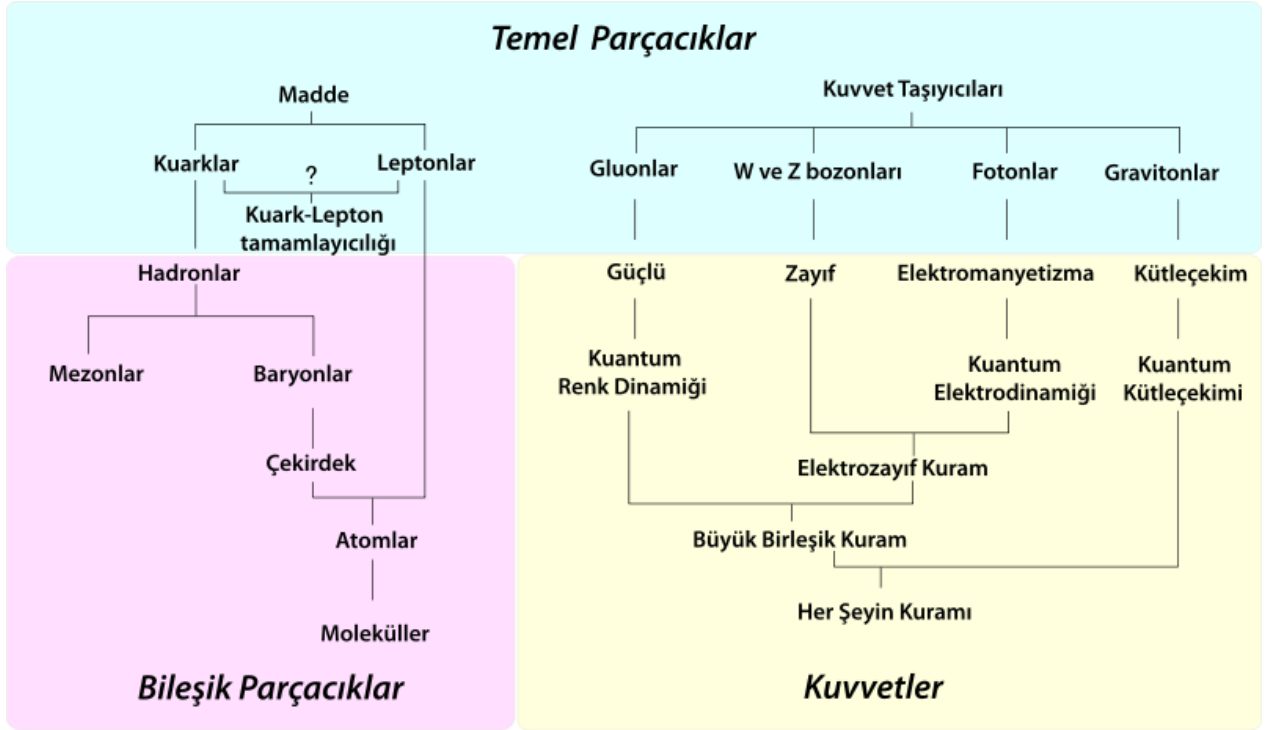 Temel Parçacıklar
Madde
Kuvvet Taşıyıcıları
Kuarklar
?
Leptonlar
Gluonlar
W ve Z bozonları
Fotonlar
Gravitonlar
Kuark-Lepton
tamamlayıcılığı
Hadronlar
Güçlü
Zayıf
Elektromanyetizma
Kütleçekim
Mezonlar
Baryonlar
Kuantum
Renk Dinamiği
Kuantum
Elektrodinamiği
Kuantum
Kütleçekimi
Çekirdek
Elektrozayıf Kuram
Atomlar
Büyük Birleşik Kuram
Her Şeyin Kuramı
Moleküller
Bileşik Parçacıklar
Kuvvetler